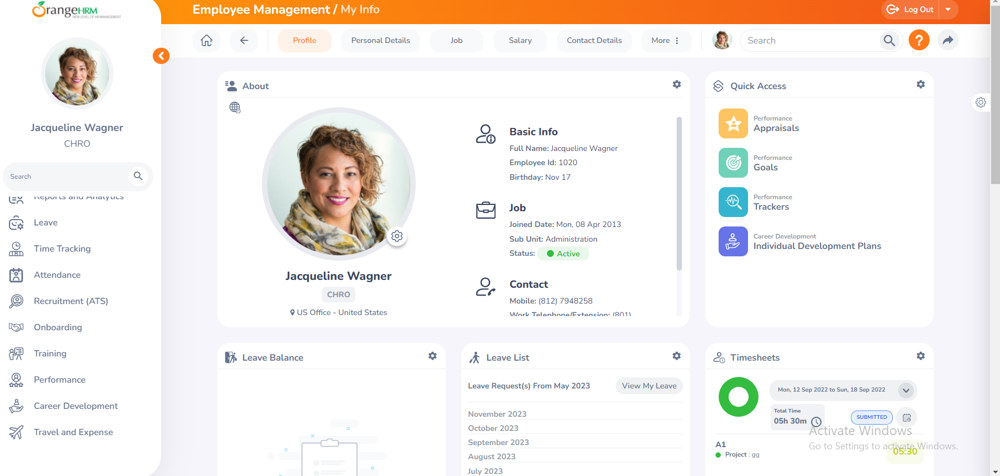 OrangeHRM
NEW LEVEL OF HR MANAGEMENT
Employee Management / My Info
Log Out
Profile
Personal Details
Job
Salary
Contact Details
More
Search
?
Jacqueline Wagner
CHRO
Search
Reports and Analytics
Leave
Time Tracking
Attendance
Recruitment (ATS)
Onboarding
Training
Performance
Career Development
Travel and Expense
About
Jacqueline Wagner
CHRO
US Office - United States
Basic Info
Full Name: Jacqueline Wagner
Employee Id: 1020
Birthday: Nov 17
Job
Joined Date: Mon, 08 Apr 2013
Sub Unit: Administration
Status: Active
Contact
Mobile: (812) 7948258
Work Telephone/Extension: (801)
Quick Access
Performance
Appraisals
Performance
Goals
Performance
Trackers
Career Development
Individual Development Plans
Leave Balance
Leave List
Leave Request(s) From May 2023
View My Leave
November 2023
October 2023
September 2023
August 2023
July 2023
Timesheets
Mon, 12 Sep 2022 to Sun, 18 Sep 2022
Total Time
05h 30m
SUBMITTED
A1
Project : gg
05:30
Activate Windows
Go to Settings to activate Windows.